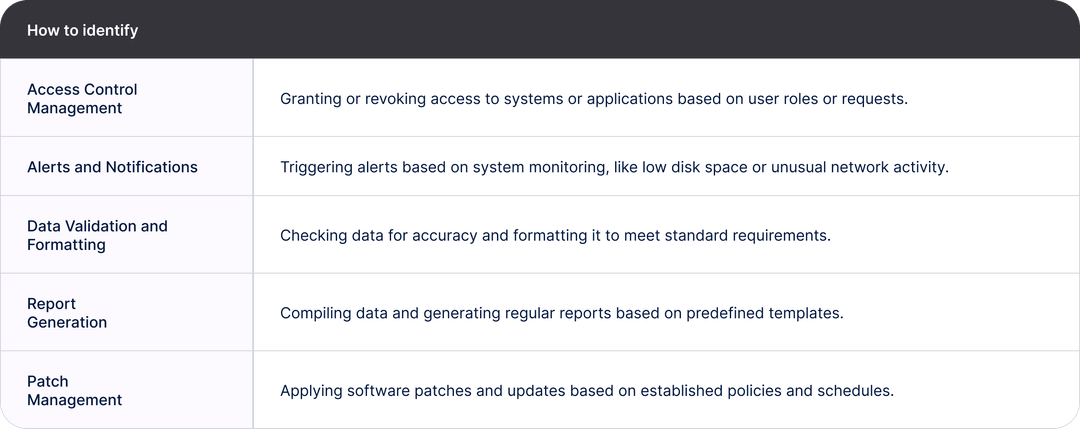 How to identify
Access Control
Management
Granting or revoking access to systems or applications based on user roles or requests.
Alerts and Notifications
Triggering alerts based on system monitoring, like low disk space or unusual network activity.
Data Validation and
Formatting
Checking data for accuracy and formatting it to meet standard requirements.
Report
Generation
Compiling data and generating regular reports based on predefined templates.
Patch
Management
Applying software patches and updates based on established policies and schedules.